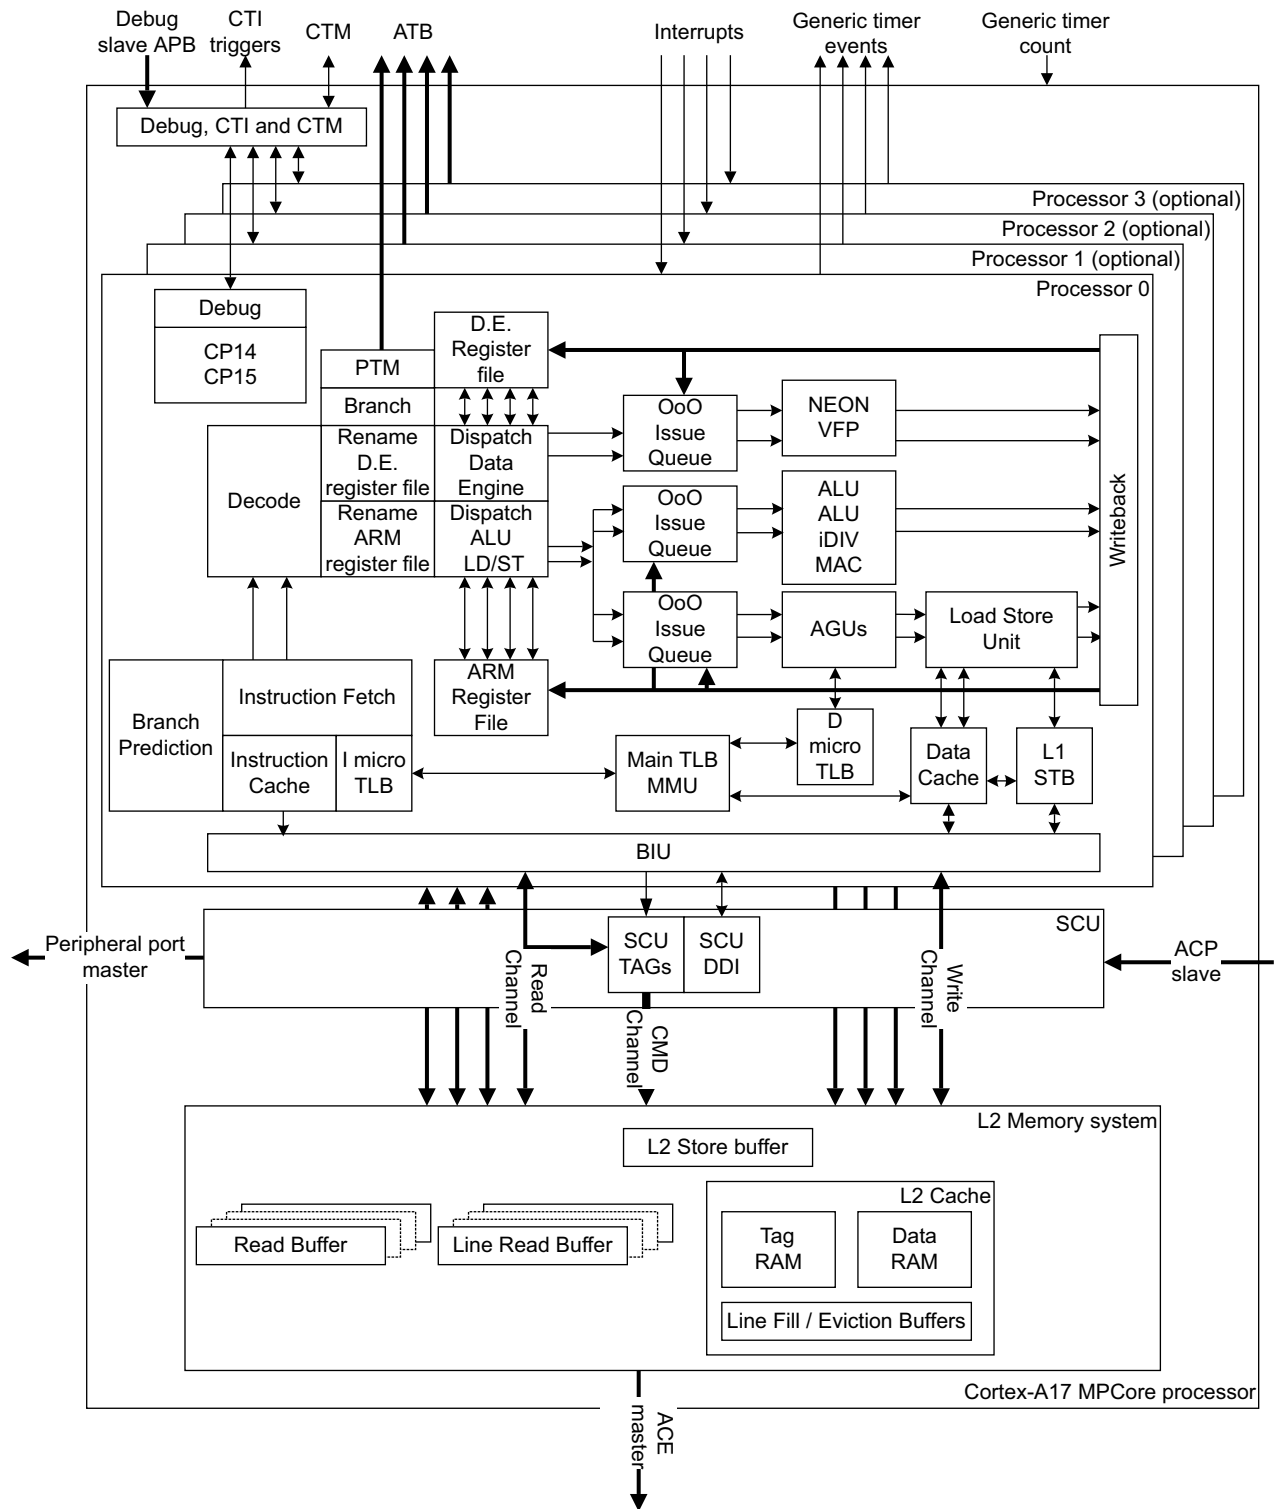 Debug
slave APB
CTI
triggers
CTM
ATB
Interrupts
Generic timer
events
Generic timer
count
Debug, CTI and CTM
Processor 3 (optional)
Processor 2 (optional)
Processor 1 (optional)
Processor 0
Debug
CP14
CP15
PTM
D.E.
Register
file
Branch
Decode
Rename
D.E.
register file
Dispatch
Data
Engine
Rename
ARM
register file
Dispatch
ALU
LD/ST
OoO
Issue
Queue
NEON
VFP
OoO
Issue
Queue
ALU
ALU
iDIV
MAC
OoO
Issue
Queue
AGUs
Load Store
Unit
Writeback
Branch
Prediction
Instruction Fetch
Instruction
Cache
I micro
TLB
ARM
Register
File
Main TLB
MMU
D
micro
TLB
Data
Cache
L1
STB
BIU
SCU
SCU
TAGs
SCU
DDI
Peripheral port
master
ACP
slave
Read
Channel
CMD
Channel
Write
Channel
L2 Memory system
L2 Store buffer
Read Buffer
Line Read Buffer
L2 Cache
Tag
RAM
Data
RAM
Line Fill / Eviction Buffers
Cortex-A17 MPCore processor
ACE
master